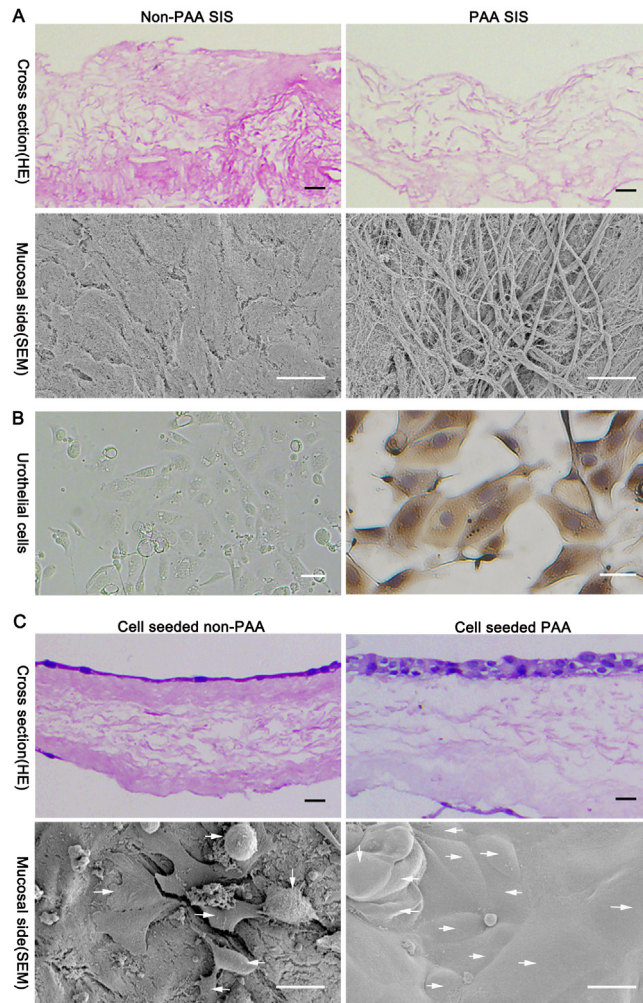 A
Non-PAA SIS
PAA SIS
Cross section(HE)
Mucosal side(SEM)
B
Urothelial cells
C
Cell seeded non-PAA
Cell seeded PAA
Cross section(HE)
Mucosal side(SEM)